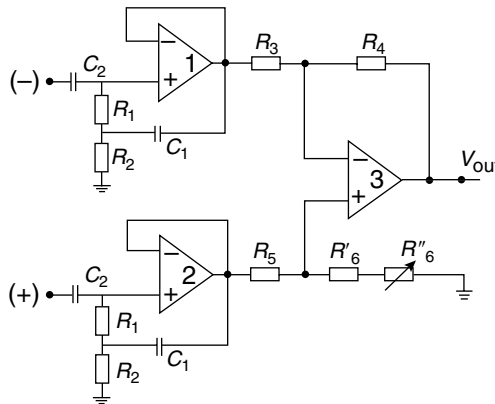 1
R3 R4
(−) C2
R1
C1
R2
3
Vout
2
R5 R′6 R″6
(+) C2
R1
C1
R2